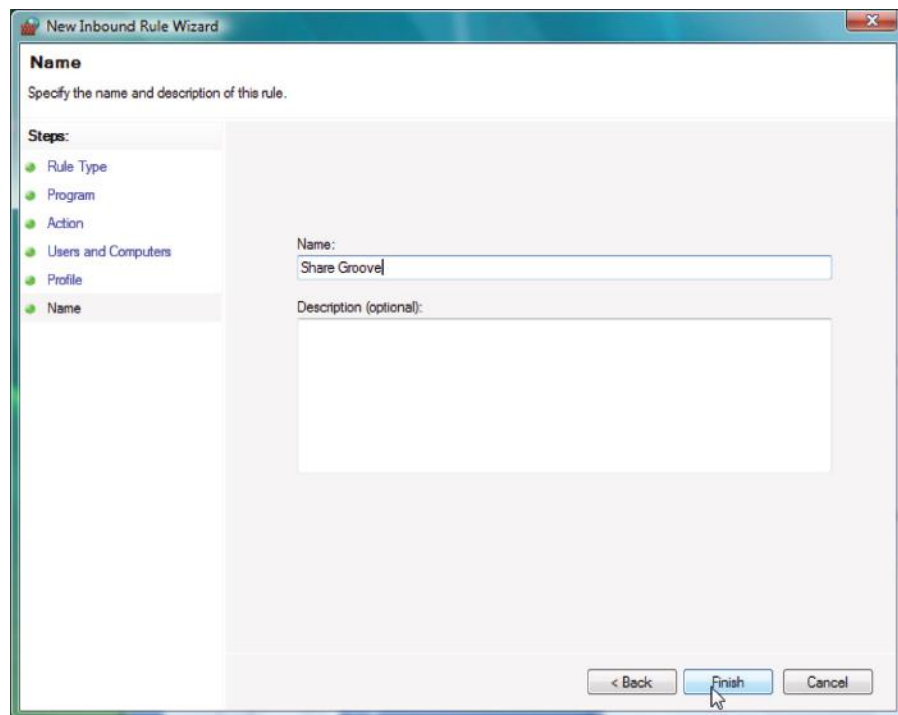 New Inbound Rule Wizard
Name
Specify the name and description of this rule.
Steps:
Rule Type
Program
Action
Users and Computers
Profile
Name
Name:
Share Groove
Description (optional):
< Back
Finish
Cancel